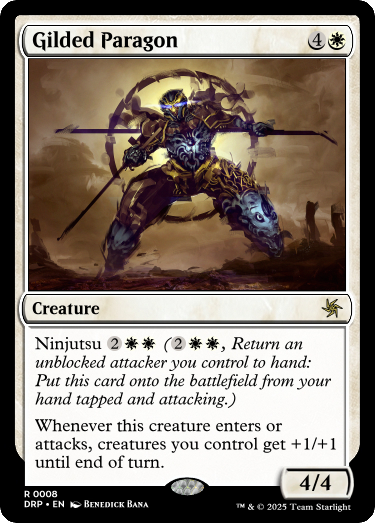 Gilded Paragon 4
Creature
Ninjutsu 2 (2, Return an
unblocked attacker you control to hand:
Put this card onto the battlefield from your
hand tapped and attacking.)
Whenever this creature enters or
attacks, creatures you control get +1/+1
until end of turn.
4/4
R 0008
DRP • EN Benedick Bana
™ & © 2025 Team Starlight